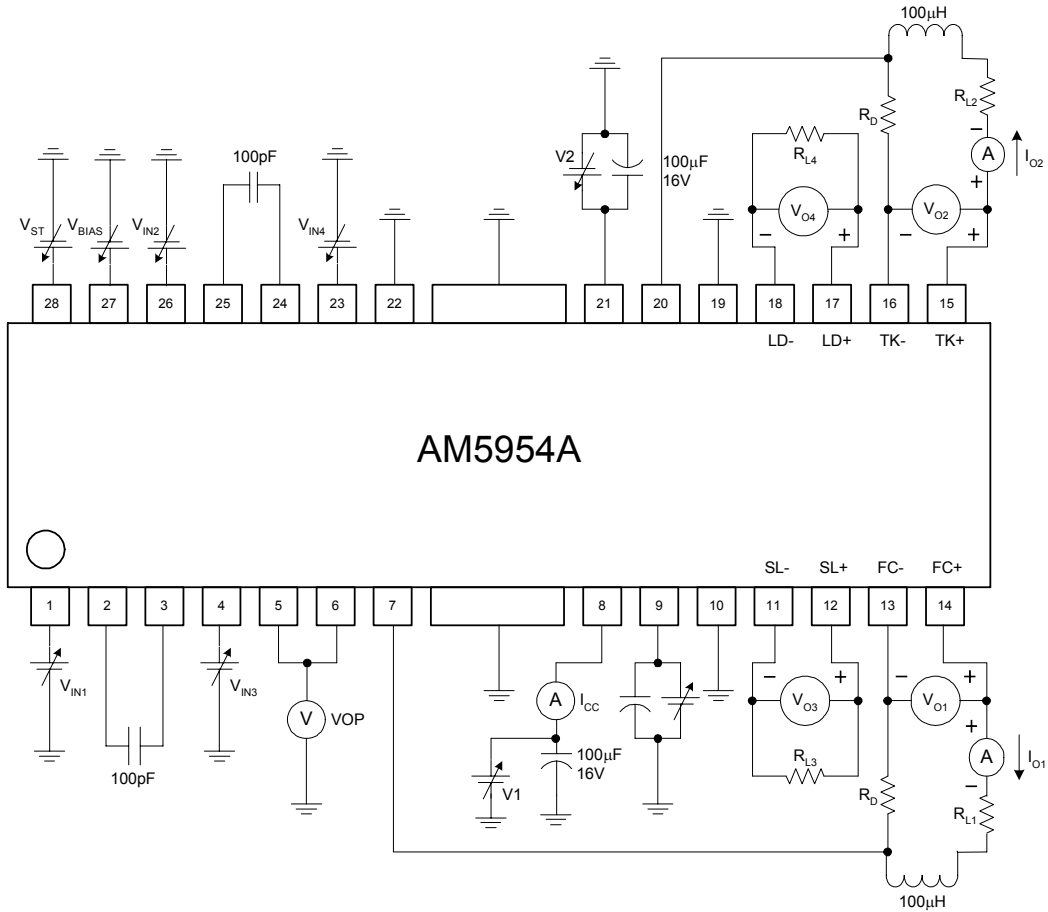 100μH
R_L2
R_D
A
I_O2
R_L4
V_O4
V_O2
V2
100μF
16V
100pF
V_ST
V_BIAS
V_IN2
V_IN4
− + − +
28 27 26 25 24 23 22 21 20 19 18 17 16 15
LD- LD+ TK- TK+
AM5954A
SL- SL+ FC- FC+
1 2 3 4 5 6 7 8 9 10 11 12 13 14
V_IN1
100pF
V_IN3
V
VOP
A
I_CC
V1
100μF
16V
− + − +
V_O3
V_O1
R_L3
R_D
+
A
−
I_O1
R_L1
100μH